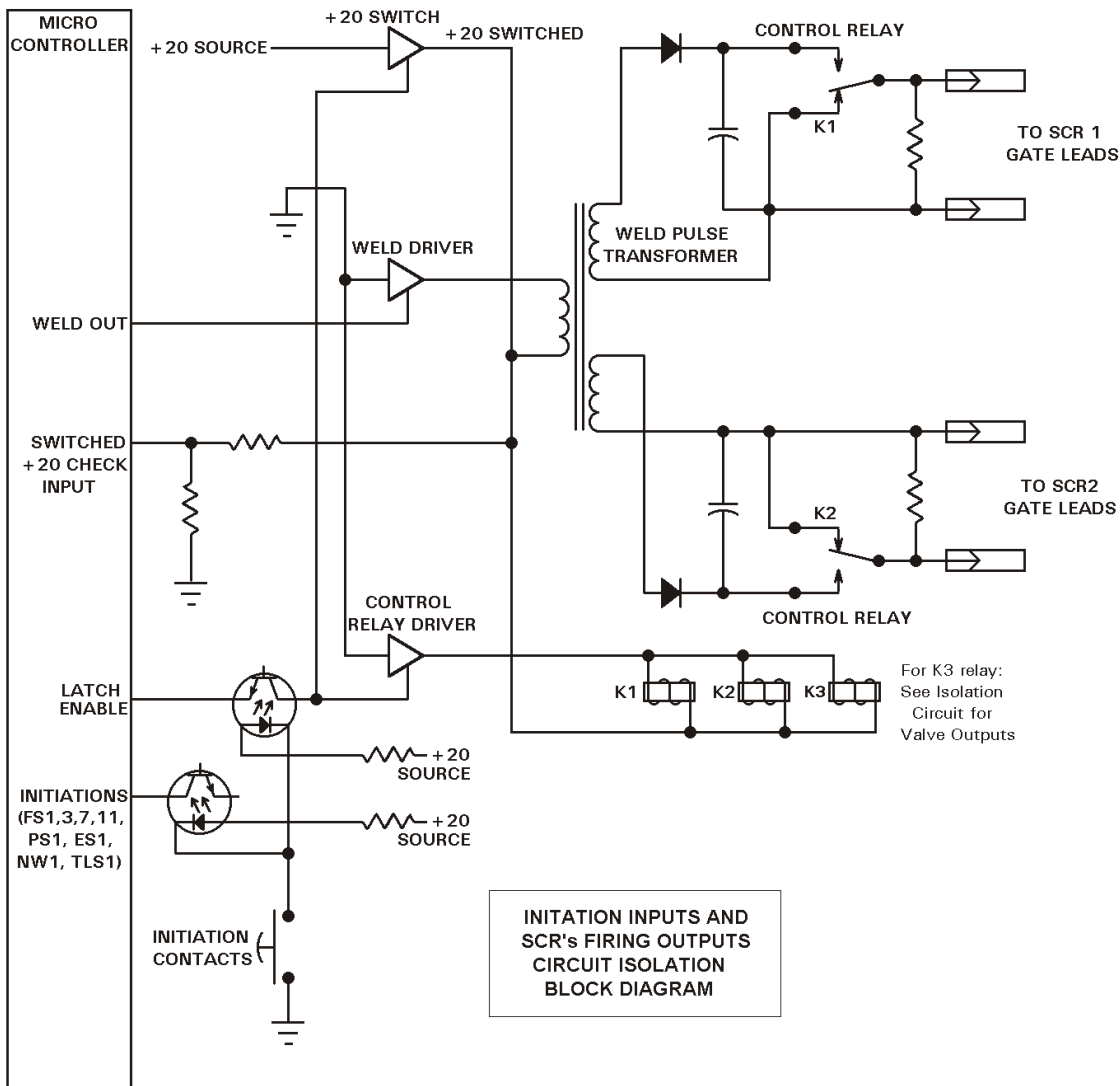 MICRO
CONTROLLER
+20 SWITCH
+20 SOURCE
+20 SWITCHED
CONTROL RELAY
K1
TO SCR 1
GATE LEADS
WELD PULSE
TRANSFORMER
WELD DRIVER
WELD OUT
SWITCHED
+20 CHECK
INPUT
K2
TO SCR2
GATE LEADS
CONTROL RELAY
CONTROL
RELAY DRIVER
K1
K2
K3
For K3 relay:
See Isolation
Circuit for
Valve Outputs
LATCH
ENABLE
+20
SOURCE
INITIATIONS
(FS1,3,7,11,
PS1, ES1,
NW1, TLS1)
+20
SOURCE
INITIATION
CONTACTS
INITATION INPUTS AND
SCR's FIRING OUTPUTS
CIRCUIT ISOLATION
BLOCK DIAGRAM